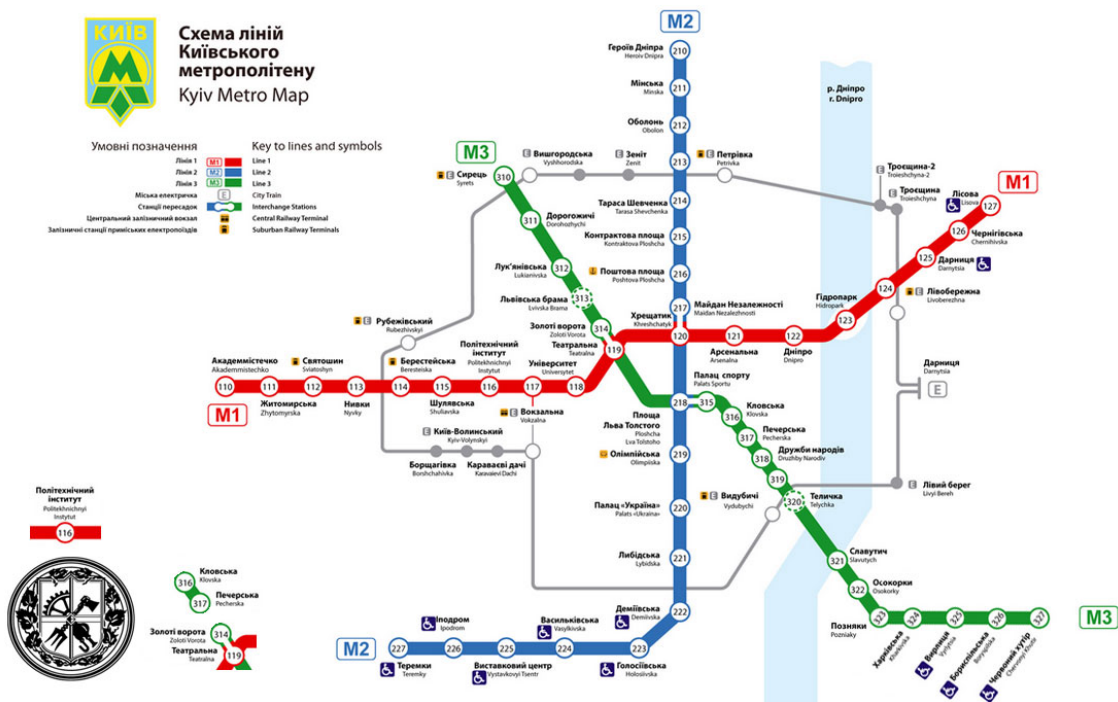 КИЇВ
Схема ліній
Київського
метрополітену
Kyiv Metro Map
Умовні позначення
Key to lines and symbols
Лінія 1 M1 Line 1
Лінія 2 M2 Line 2
Лінія 3 M3 Line 3
Міська електричка E City Train
Станції пересадок Interchange Stations
Центральний залізничний вокзал Central Railway Terminal
Залізничні станції приміських електропоїздів Suburban Railway Terminals
M2
Героїв Дніпра
Heroiv Dnipra
210
Мінська
Minska
211
Оболонь
Obolon
212
213
E Петрівка
Petrivka
Тараса Шевченка
Tarasa Shevchenka
214
Контрактова площа
Kontraktova Ploshcha
215
Поштова площа
Poshtova Ploshcha
216
217
Майдан Незалежності
Maidan Nezalezhnosti
р. Дніпро
r. Dnipro
M3
E Сирець
Syrets
310
E Вишгородська
Vyshhorodska
E Зеніт
Zenit
E Троєщина-2
Troieshchyna-2
E Троєщина
Troieshchyna
Дорогожичі
Dorohozhychi
311
Лук'янівська
Lukianivska
312
Львівська брама
Lvivska Brama
313
Золоті ворота
Zoloti Vorota
314
Театральна
Teatralna
119
Хрещатик
Khreshchatyk
120
M1
Лісова
Lisova
127
126
Чернігівська
Chernihivska
125
Дарниця
Darnytsia
124
E Лівобережна
Livoberezhna
Гідропарк
Hidropark
123
Дніпро
Dnipro
122
Арсенальна
Arsenalna
121
Дарниця
Darnytsia
E
E Рубежівський
Rubezhivskyi
Академмістечко
Akademmistechko
110
Житомирська
Zhytomyrska
111
Святошин
Sviatoshyn
112
Нивки
Nyvky
113
E Берестейська
Beresteiska
114
Шулявська
Shuliavska
115
Політехнічний
інститут
Politekhnichnyi
Instytut
116
Університет
Universytet
117
118
M1
E Вокзальна
Vokzalna
E Київ-Волинський
Kyiv-Volynskyi
Борщагівка
Borshchahivka
Караваєві дачі
Karavaievi Dachi
Палац спорту
Palats Sportu
218
315
Площа
Льва Толстого
Ploshcha
Lva Tolstoho
Кловська
Klovska
316
Печерська
Pecherska
317
Дружби народів
Druzhby Narodiv
318
319
Олімпійська
Olimpiiska
219
E Видубичі
Vydubychi
Теличка
Telychka
320
E Лівий берег
Livyi Bereh
Палац «Україна»
Palats «Ukraina»
220
Либідська
Lybidska
221
Деміївська
Demiivska
222
Славутич
Slavutych
321
Осокорки
Osokorky
322
Позняки
Pozniaky
323
324
325
326
327
M3
Харківська
Kharkivska
Вирлиця
Vyrlytsia
Бориспільська
Boryspilska
Червоний хутір
Chervonyi Khutir
M2
227
Теремки
Teremky
Іподром
Ipodrom
226
225
Виставковий центр
Vystavkovyi Tsentr
Васильківська
Vasylkivska
224
223
Голосіївська
Holosiivska
Політехнічний
інститут
Politekhnichnyi
Instytut
116
Кловська
Klovska
316
Печерська
Pecherska
317
Золоті ворота
Zoloti Vorota
314
Театральна
Teatralna
119